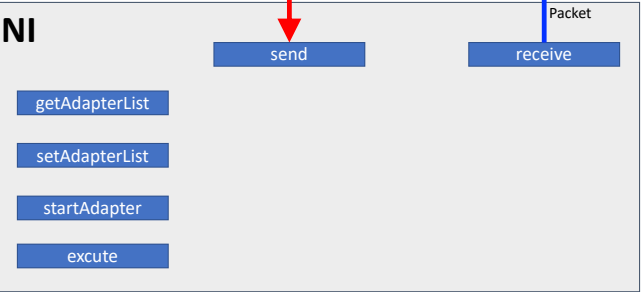 Packet
NI
send
receive
getAdapterList
setAdapterList
startAdapter
excute